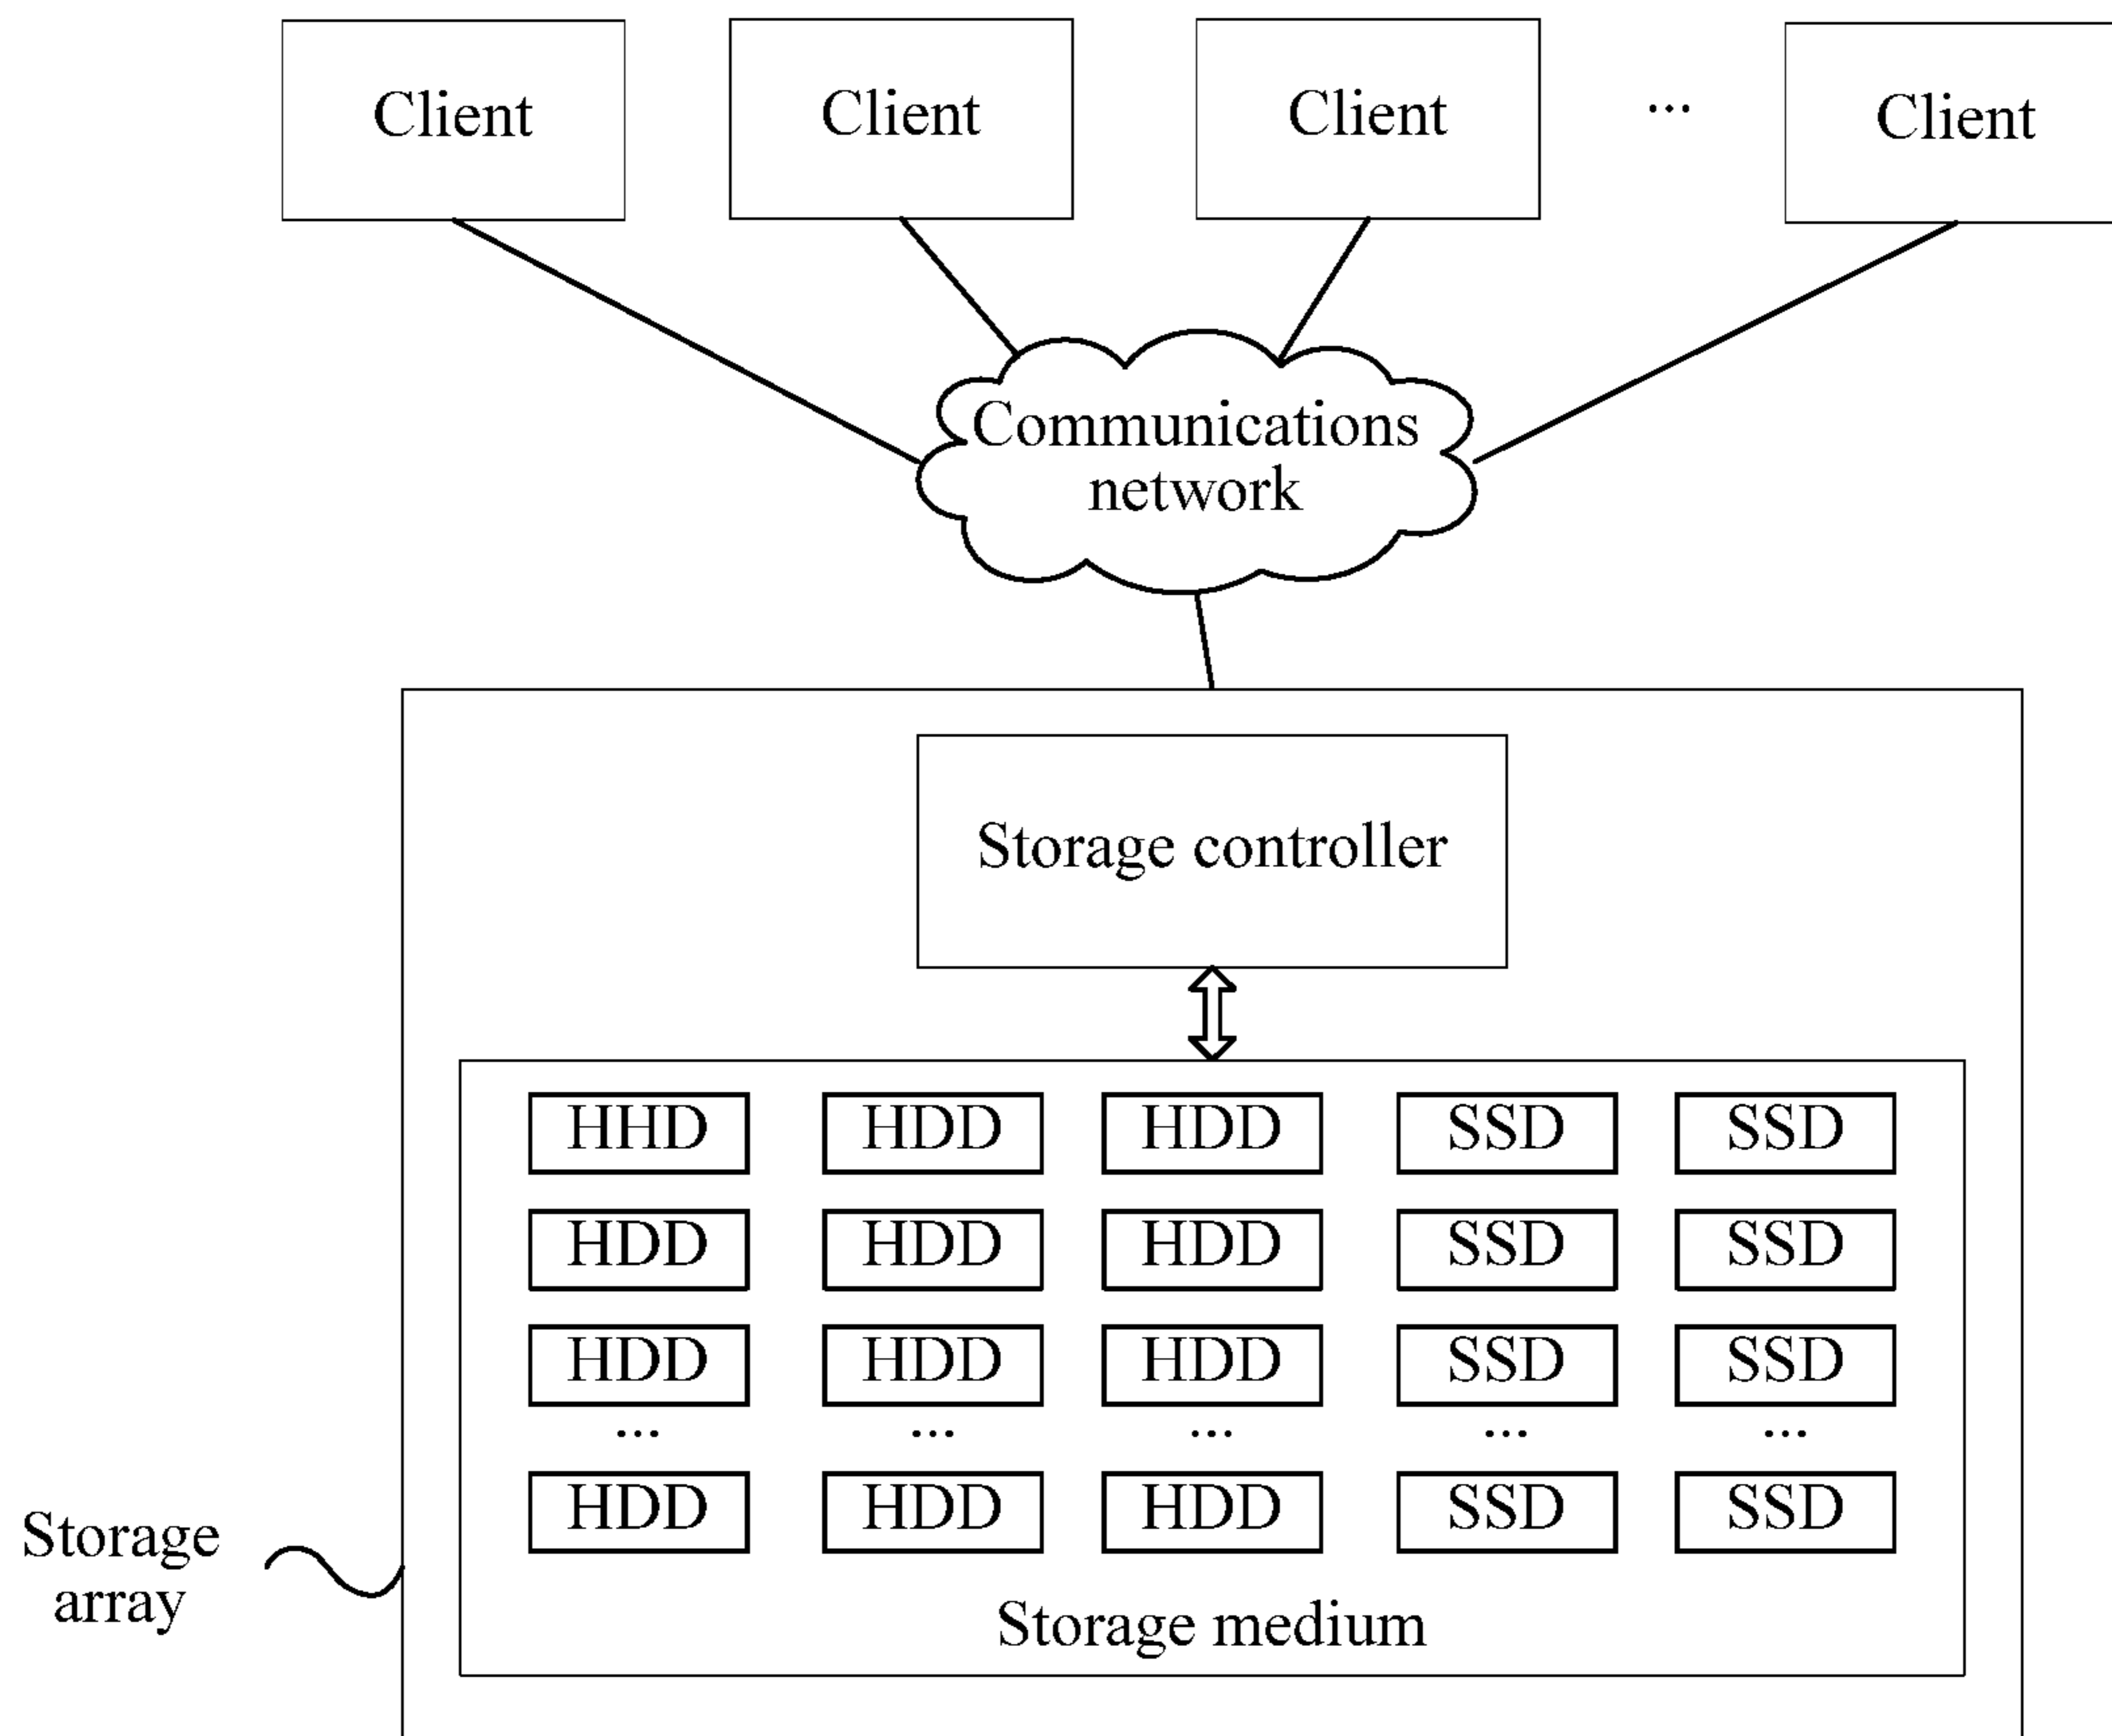 Client Client Client ... Client
Communications
network
Storage controller
HHD HDD HDD SSD SSD
HDD HDD HDD SSD SSD
HDD HDD HDD SSD SSD
... ... ... ... ...
HDD HDD HDD SSD SSD
Storage
array
Storage medium